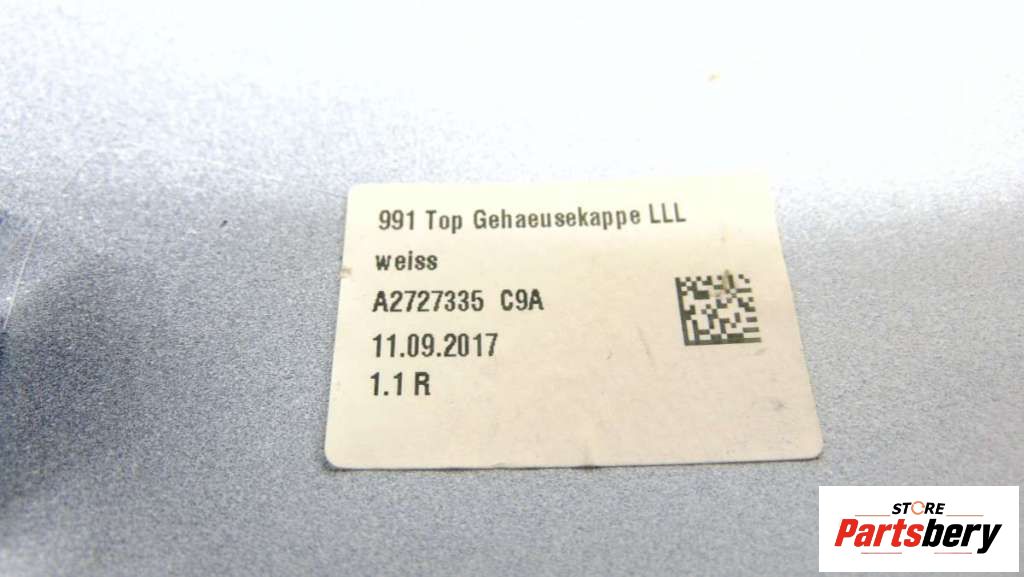 991 Top Gehaeusekappe LLL
weiss
A2727335 C9A
11.09.2017
1.1 R
STORE
Partsbery